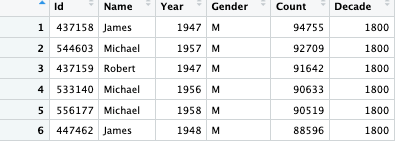 Id Name Year Gender Count Decade
1 437158 James 1947 M 94755 1800
2 544603 Michael 1957 M 92709 1800
3 437159 Robert 1947 M 91642 1800
4 533140 Michael 1956 M 90633 1800
5 556177 Michael 1958 M 90519 1800
6 447462 James 1948 M 88596 1800